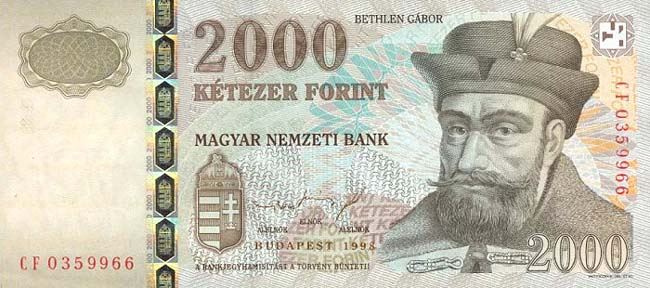 BETHLEN GÁBOR
2000
KÉTEZER FORINT
MAGYAR NEMZETI BANK
ELNÖK
ALELNÖK ALELNÖK
BUDAPEST 1998
A BANKJEGYHAMISÍTÁST A TÖRVÉNY BÜNTETI!
CF 0359966
CF 0359966
2000